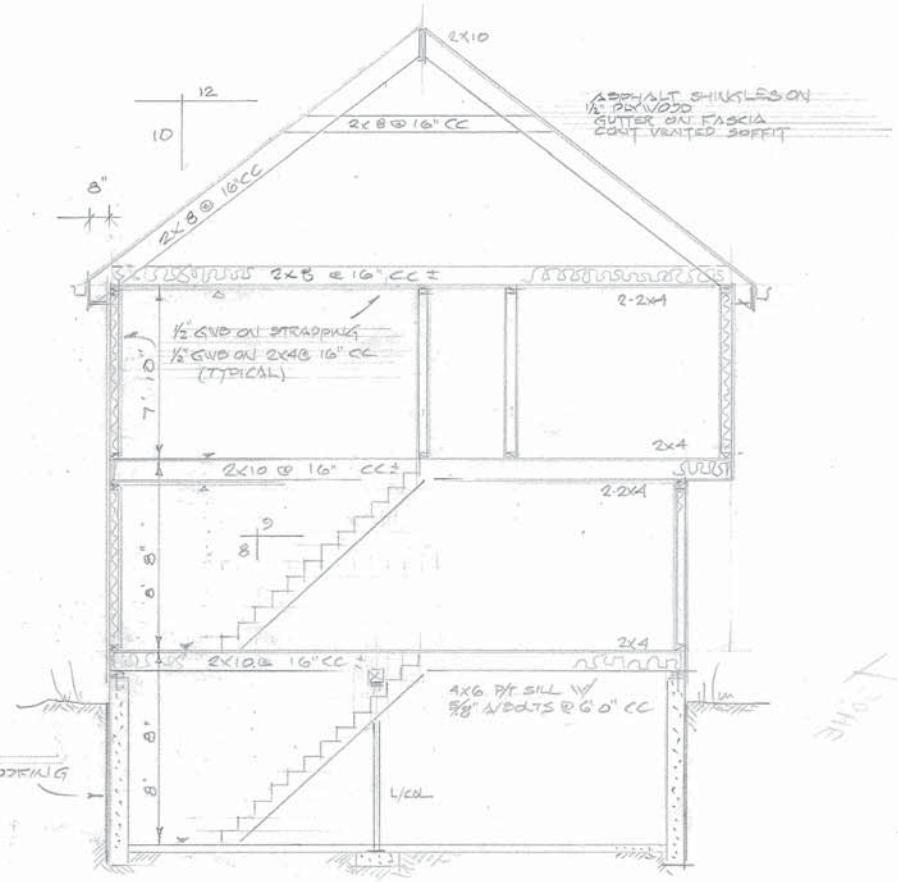 2X10
12
10
ASPHALT SHINGLES ON
1/2" PLYWOOD
GUTTER ON FASCIA
CONT VENTED SOFFIT
2X8 @ 16" CC
8"
2X8 @ 16" CC
2X8 @ 16" CC ±
2-2X4
1/2" GWB ON STRAPPING
1/2" GWB ON 2X4@ 16" CC
(TYPICAL)
7' 10"
2X4
2X10 @ 16" CC ±
2-2X4
9
8
8' 8"
2X4
2X10 @ 16" CC ±
4X6 P/T SILL W/
5/8" A/BOLTS @ 6'0" CC
8' 8"
L/COL